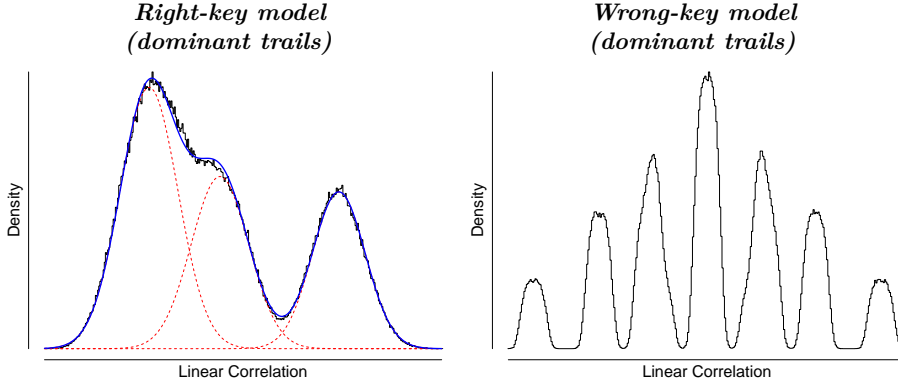 Right-key model
(dominant trails)
Density
Linear Correlation
Wrong-key model
(dominant trails)
Density
Linear Correlation